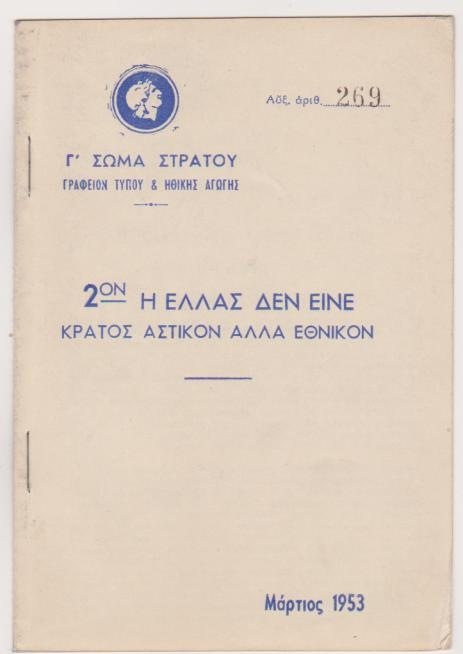 Αὔξ. ἀριθ. 269
Γ' ΣΩΜΑ ΣΤΡΑΤΟΥ
ΓΡΑΦΕΙΟΝ ΤΥΠΟΥ & ΗΘΙΚΗΣ ΑΓΩΓΗΣ
2ΟΝ Η ΕΛΛΑΣ ΔΕΝ ΕΙΝΕ
ΚΡΑΤΟΣ ΑΣΤΙΚΟΝ ΑΛΛΑ ΕΘΝΙΚΟΝ
Μάρτιος 1953